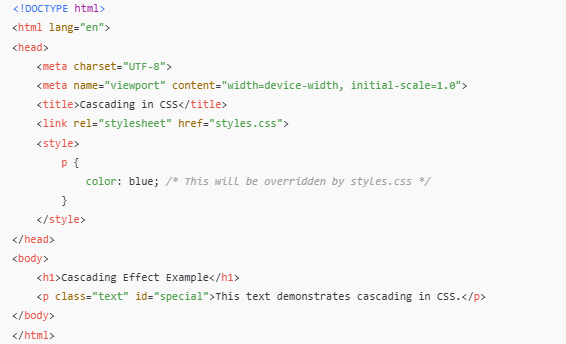 <!DOCTYPE html>
<html lang="en">
<head>
    <meta charset="UTF-8">
    <meta name="viewport" content="width=device-width, initial-scale=1.0">
    <title>Cascading in CSS</title>
    <link rel="stylesheet" href="styles.css">
    <style>
        p {
            color: blue; /* This will be overridden by styles.css */
        }
    </style>
</head>
<body>
    <h1>Cascading Effect Example</h1>
    <p class="text" id="special">This text demonstrates cascading in CSS.</p>
</body>
</html>